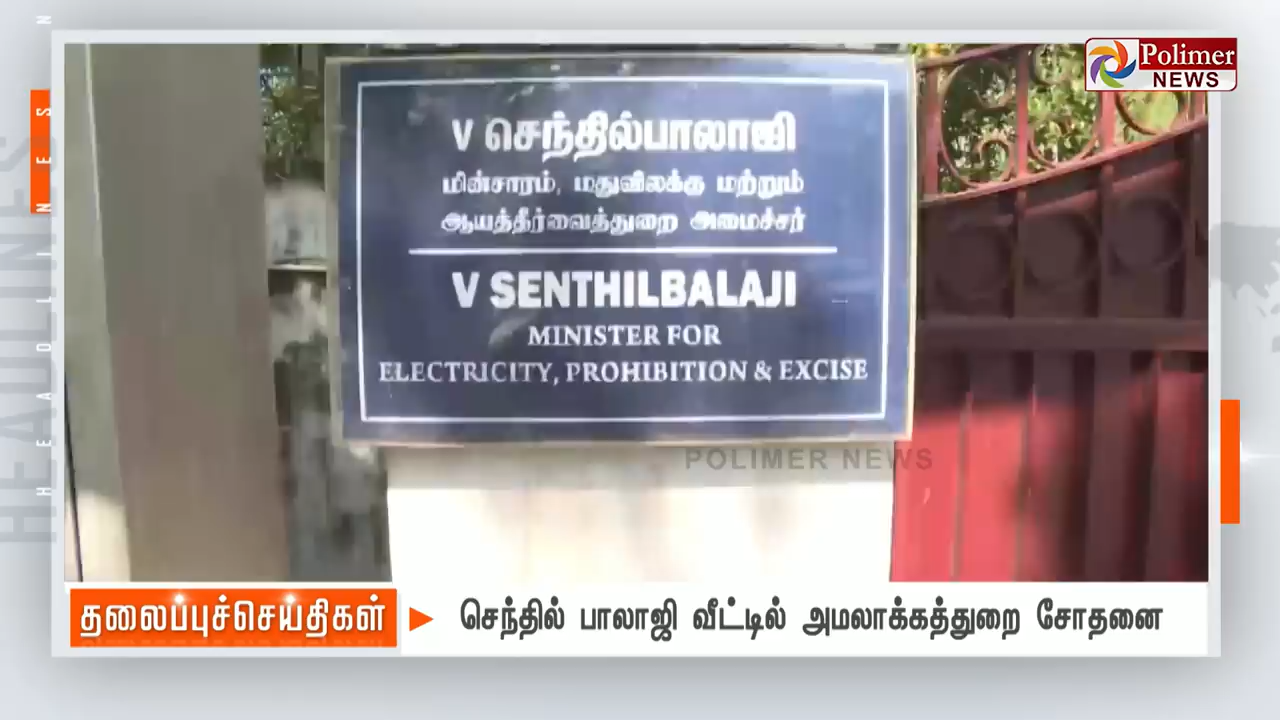 Polimer
NEWS
HEADLINES
HEADLINES
V செந்தில்பாலாஜி
மின்சாரம், மதுவிலக்கு மற்றும்
ஆயத்தீர்வைத்துறை அமைச்சர்
V SENTHILBALAJI
MINISTER FOR
ELECTRICITY, PROHIBITION & EXCISE
POLIMER NEWS
தலைப்புச்செய்திகள்
செந்தில் பாலாஜி வீட்டில் அமலாக்கத்துறை சோதனை